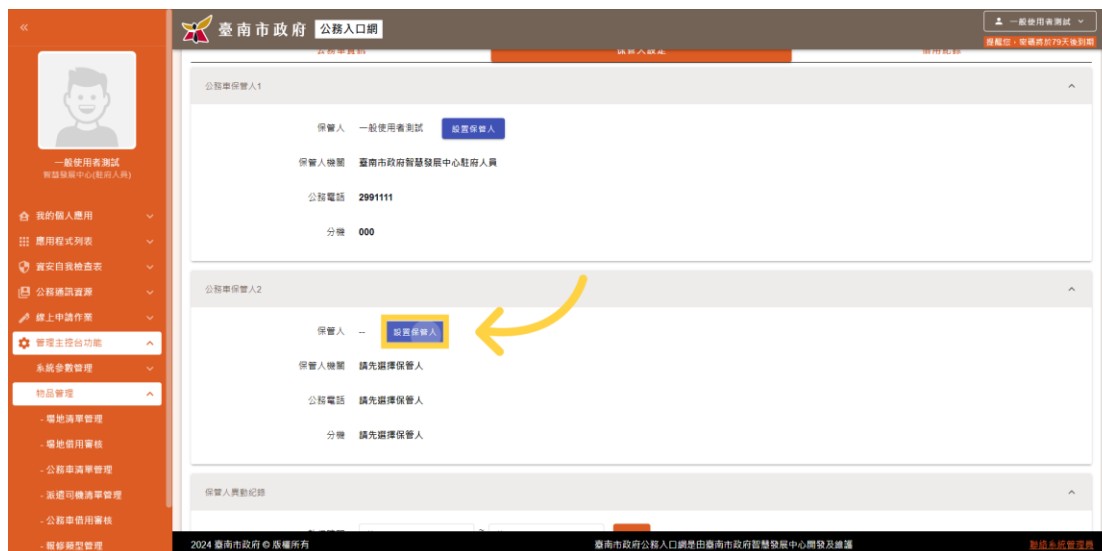 臺南市政府 公務入口網
一般使用者測試
提醒您,密碼將於79天後到期
保管人設定
借用記錄
一般使用者測試
智慧發展中心(駐府人員)
我的個人應用
應用程式列表
資安自我檢查表
公務通訊資源
線上申請作業
管理主控台功能
系統參數管理
物品管理
- 場地清單管理
- 場地借用審核
- 公務車清單管理
- 派遣司機清單管理
- 公務車借用審核
- 報修類型管理
公務車保管人1
保管人 一般使用者測試 設置保管人
保管人機關 臺南市政府智慧發展中心駐府人員
公務電話 2991111
分機 000
公務車保管人2
保管人 -- 設置保管人
保管人機關 請先選擇保管人
公務電話 請先選擇保管人
分機 請先選擇保管人
保管人異動紀錄
2024 臺南市政府 © 版權所有
臺南市政府公務入口網是由臺南市政府智慧發展中心開發及維護
聯絡系統管理員